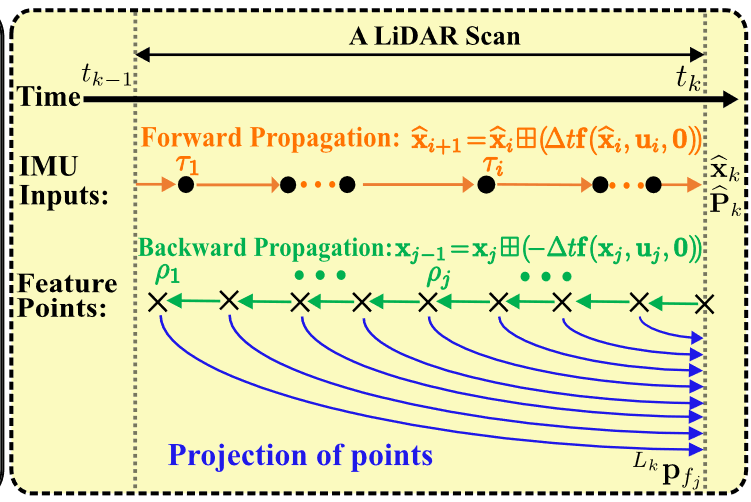 A LiDAR Scan
t_{k-1} t_k
Time
Forward Propagation: x̂_{i+1} = x̂_i ⊞ (Δt f(x̂_i, u_i, 0))
IMU
Inputs:
τ_1 τ_i
x̂_k
P̂_k
Backward Propagation: x_{j-1} = x_j ⊞ (-Δt f(x_j, u_j, 0))
Feature
Points:
ρ_1 ρ_j
Projection of points
^{L_k}p_{f_j}